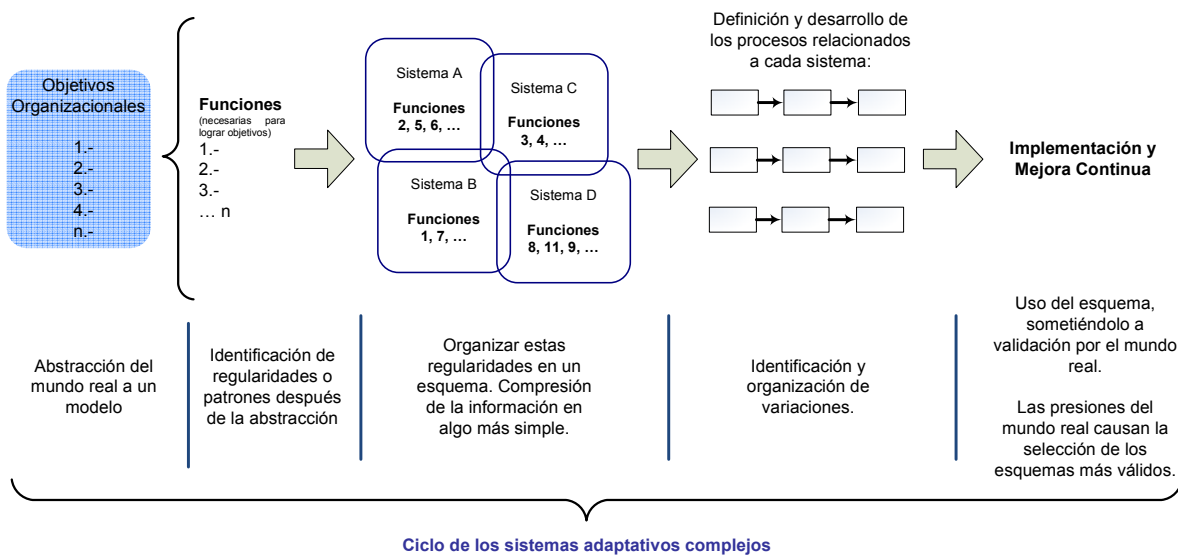 Objetivos
Organizacionales
1.-
2.-
3.-
4.-
n.-
Funciones
(necesarias para
lograr objetivos)
1.-
2.-
3.-
… n
Sistema A
Funciones
2, 5, 6, …
Sistema C
Funciones
3, 4, …
Sistema B
Funciones
1, 7, …
Sistema D
Funciones
8, 11, 9, …
Definición y desarrollo de
los procesos relacionados
a cada sistema:
Implementación y
Mejora Continua
Abstracción del
mundo real a un
modelo
Identificación de
regularidades o
patrones después
de la abstracción
Organizar estas
regularidades en un
esquema. Compresión
de la información en
algo más simple.
Identificación y
organización de
variaciones.
Uso del esquema,
sometiéndolo a
validación por el mundo
real.
Las presiones del
mundo real causan la
selección de los
esquemas más válidos.
Ciclo de los sistemas adaptativos complejos